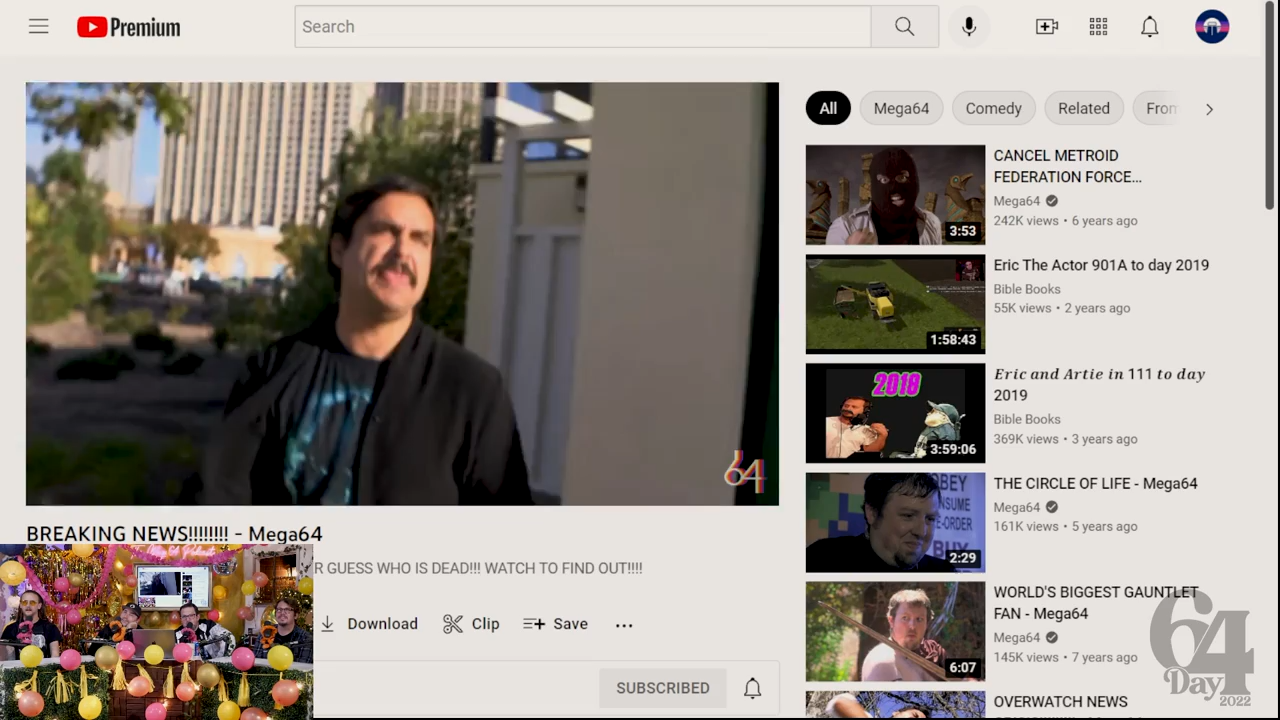 Premium
Search
All
Mega64
Comedy
Related
From
CANCEL METROID
FEDERATION FORCE...
Mega64
242K views • 6 years ago
3:53
Eric The Actor 901A to day 2019
Bible Books
55K views • 2 years ago
1:58:43
2018
Eric and Artie in 111 to day
2019
Bible Books
369K views • 3 years ago
3:59:06
OBEY
CONSUME
PRE-ORDER
BUY
THE CIRCLE OF LIFE - Mega64
Mega64
161K views • 5 years ago
2:29
WORLD'S BIGGEST GAUNTLET
FAN - Mega64
Mega64
145K views • 7 years ago
6:07
OVERWATCH NEWS
64
BREAKING NEWS!!!!!!!! - Mega64
R GUESS WHO IS DEAD!!! WATCH TO FIND OUT!!!!
Download
Clip
Save
SUBSCRIBED
64
Day
2022